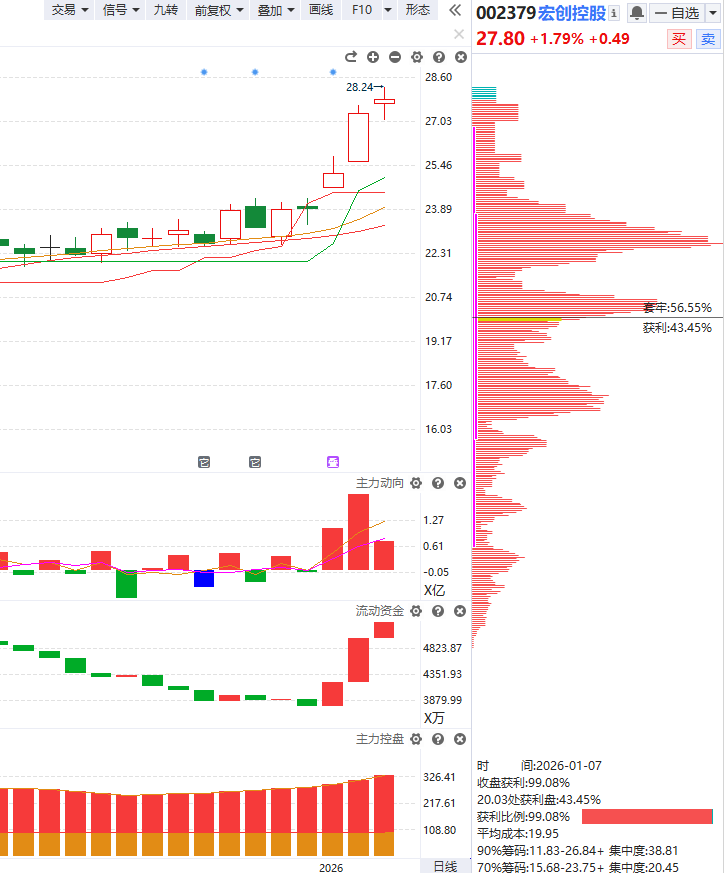 交易 信号 九转 前复权 叠加 画线 F10 形态
002379宏创控股 一自选
27.80 +1.79% +0.49 买 卖
28.24
28.60
27.03
25.46
23.89
22.31
20.74
19.17
17.60
16.03
套牢:56.55%
获利:43.45%
主力动向
1.27
0.61
-0.05
X亿
流动资金
4823.87
4351.93
3879.99
X万
主力控盘
326.41
217.61
108.80
2026
日线
时 间:2026-01-07
收盘获利:99.08%
20.03处获利盘:43.45%
获利比例:99.08%
平均成本:19.95
90%筹码:11.83-26.84+ 集中度:38.81
70%筹码:15.68-23.75+ 集中度:20.45